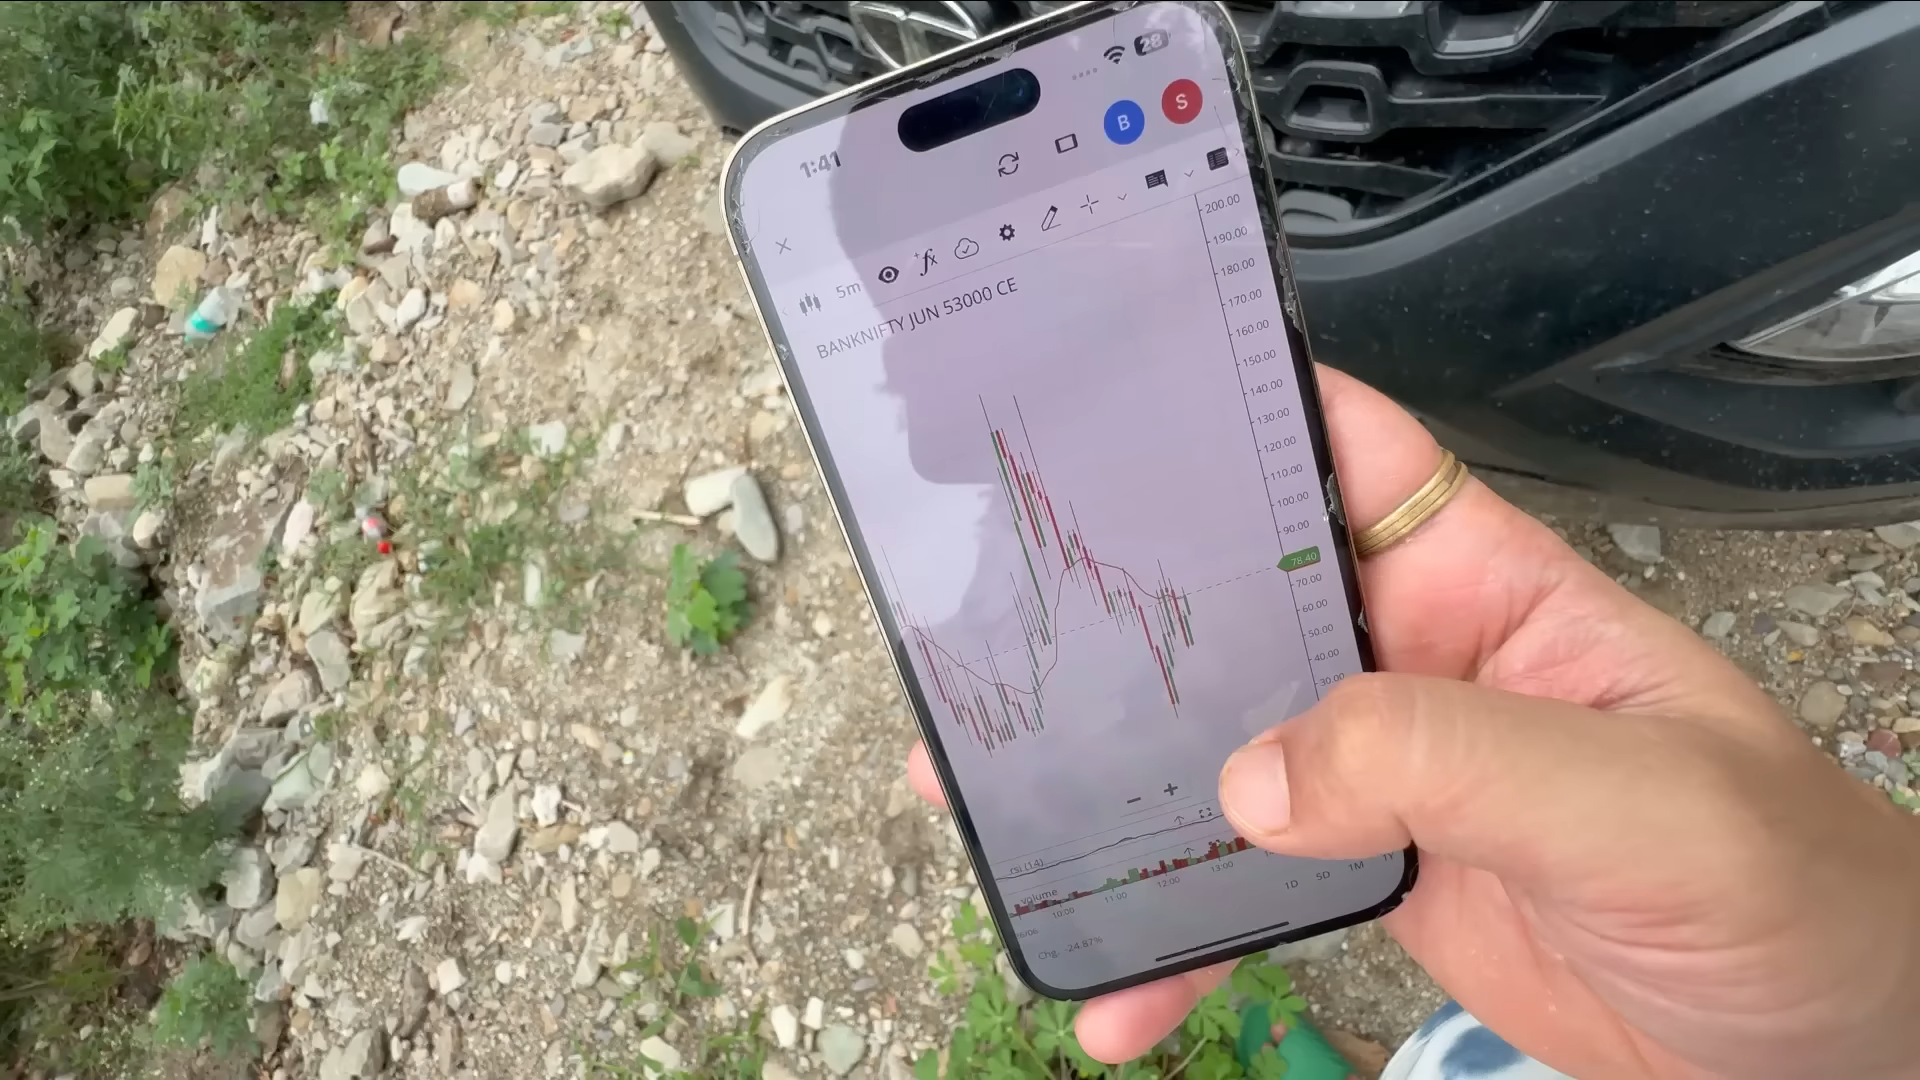 1:41
28
B
S
5m
fx
BANKNIFTY JUN 53000 CE
200.00
190.00
180.00
170.00
160.00
150.00
140.00
130.00
120.00
110.00
100.00
90.00
78.40
70.00
60.00
50.00
40.00
30.00
rsi (14)
volume
10:00
11:00
12:00
13:00
1D
5D
1M
1Y
Chg. -24.87%